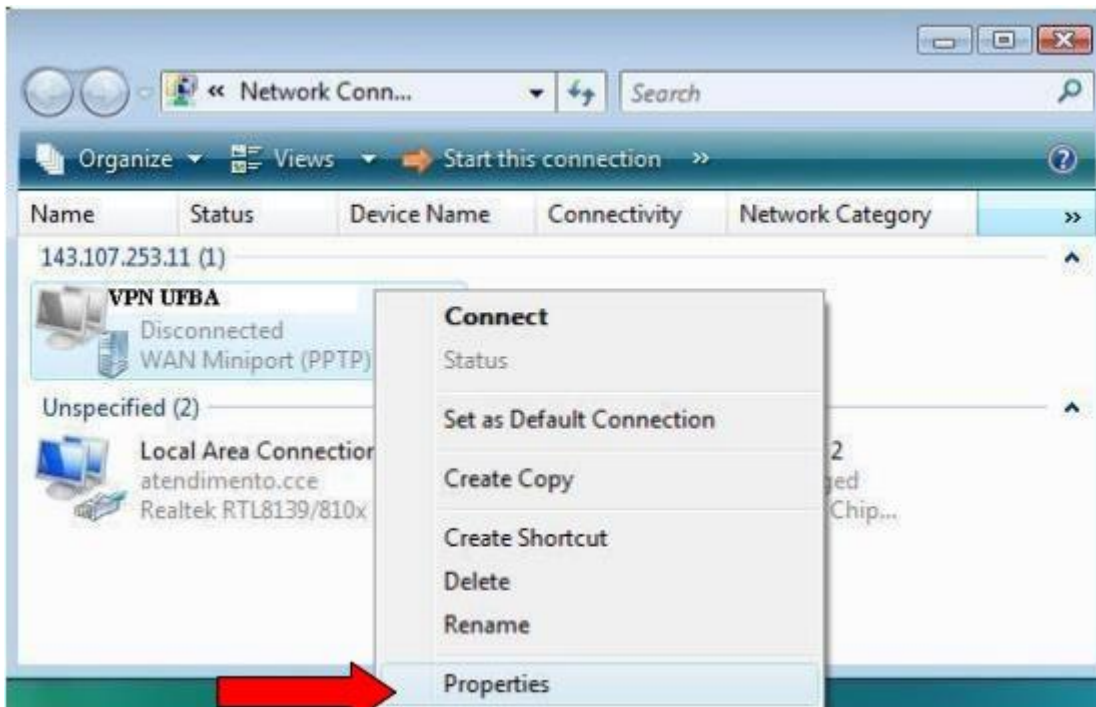 « Network Conn...
Search
Organize Views Start this connection »
Name Status Device Name Connectivity Network Category »
143.107.253.11 (1)
VPN UFBA
Disconnected
WAN Miniport (PPTP)
Connect
Status
Unspecified (2)
Set as Default Connection
Local Area Connection 2
atendimento.cce
Realtek RTL8139/810x Chip...
Create Copy
Create Shortcut
Delete
Rename
Properties